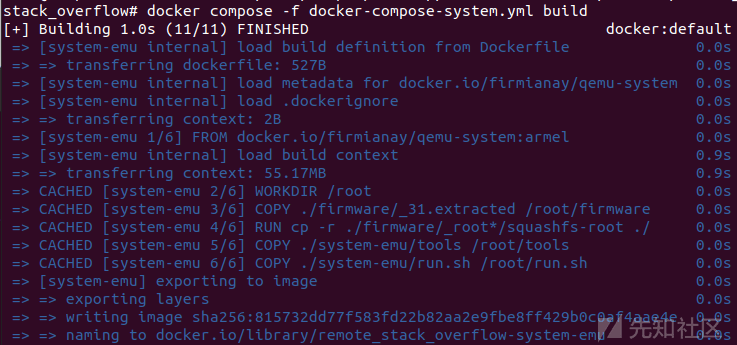 stack_overflow# docker compose -f docker-compose-system.yml build
[+] Building 1.0s (11/11) FINISHED docker:default
=> [system-emu internal] load build definition from Dockerfile 0.0s
=> => transferring dockerfile: 527B 0.0s
=> [system-emu internal] load metadata for docker.io/firmianay/qemu-system 0.0s
=> [system-emu internal] load .dockerignore 0.0s
=> => transferring context: 2B 0.0s
=> [system-emu 1/6] FROM docker.io/firmianay/qemu-system:armel 0.0s
=> [system-emu internal] load build context 0.9s
=> => transferring context: 55.17MB 0.9s
=> CACHED [system-emu 2/6] WORKDIR /root 0.0s
=> CACHED [system-emu 3/6] COPY ./firmware/_31.extracted /root/firmware 0.0s
=> CACHED [system-emu 4/6] RUN cp -r ./firmware/_root*/squashfs-root ./ 0.0s
=> CACHED [system-emu 5/6] COPY ./system-emu/tools /root/tools 0.0s
=> CACHED [system-emu 6/6] COPY ./system-emu/run.sh /root/run.sh 0.0s
=> [system-emu] exporting to image 0.0s
=> => exporting layers 0.0s
=> => writing image 0.0s
=> => naming to docker.io/library/remote_stack_overflow-system-emu 0.0s
先知社区